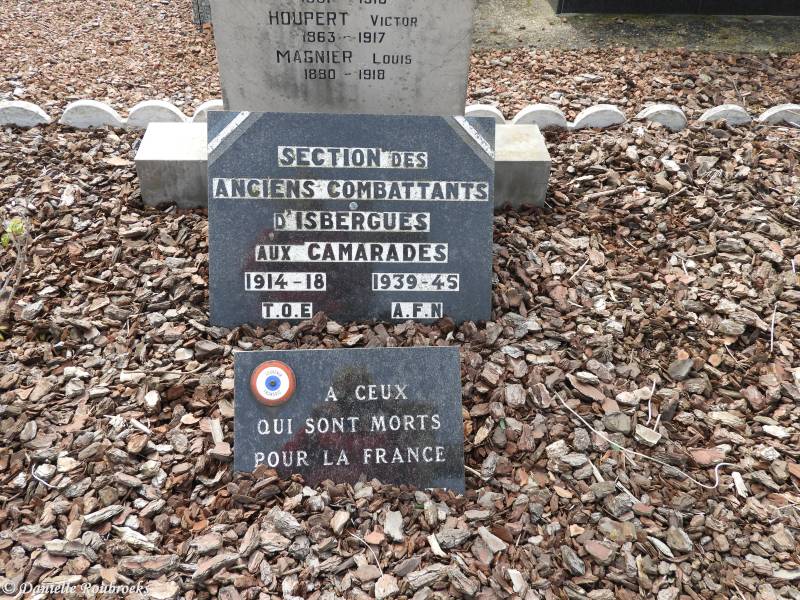 HOUPERT Victor
1863 ~ 1917
MAGNIER Louis
1880 - 1918
SECTION DES
ANCIENS COMBATTANTS
D'ISBERGUES
AUX CAMARADES
1914-18 1939-45
T.O.E A.F.N
A CEUX
QUI SONT MORTS
POUR LA FRANCE
© Danielle Roubroeks